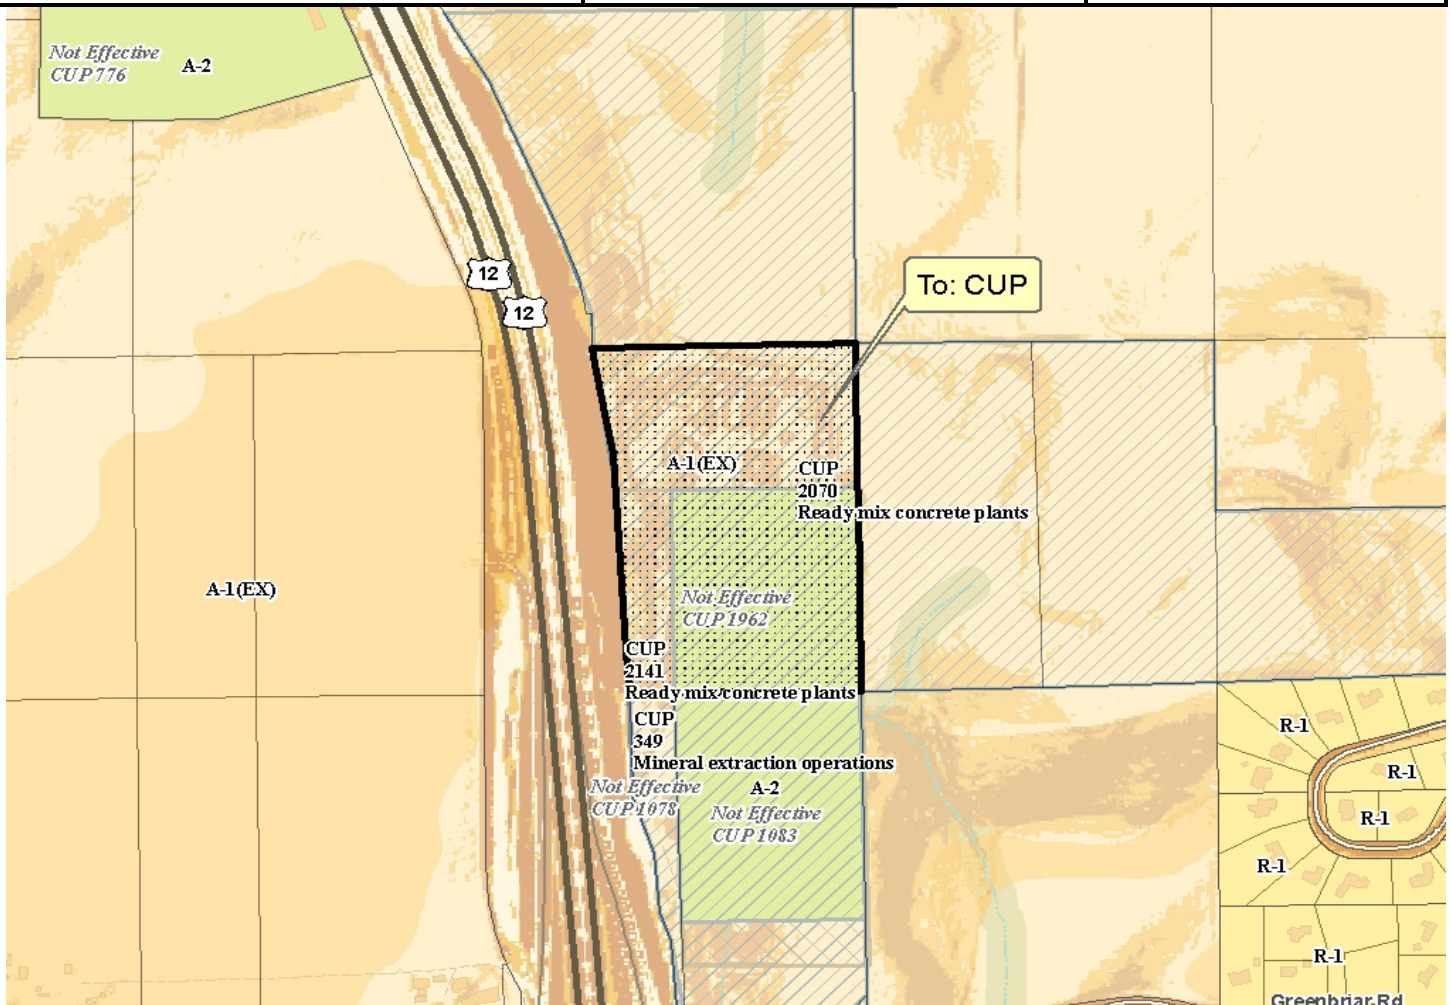 Not Effective
CUP 776
A-2
12
12
To: CUP
A-1(EX)
CUP
2070
Ready mix concrete plants
A-1(EX)
Not Effective
CUP 1962
CUP
2141
Ready mix concrete plants
CUP
349
Mineral extraction operations
Not Effective
CUP 1078
A-2
Not Effective
CUP 1083
R-1
R-1
R-1
R-1
R-1
Greenbriar Rd